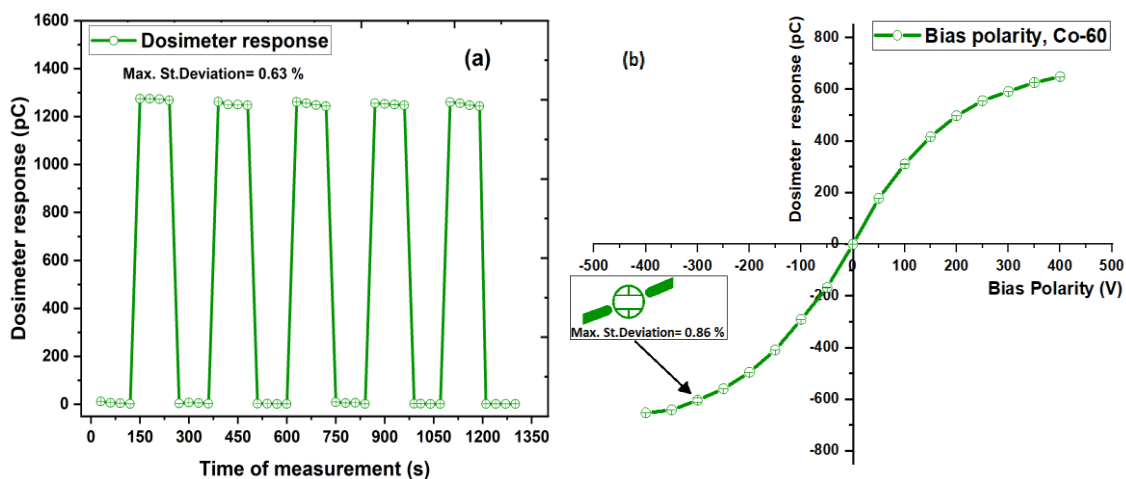 Dosimeter response (pC)
1600
1400
1200
1000
800
600
400
200
0
Dosimeter response
Max. St.Deviation= 0.63 %
(a)
0 150 300 450 600 750 900 1050 1200 1350
Time of measurement (s)
(b)
Dosimeter response (pC)
800
600
400
200
0
-200
-400
-600
-800
Bias polarity, Co-60
-500 -400 -300 -200 -100 0 100 200 300 400 500
Bias Polarity (V)
Max. St.Deviation= 0.86 %